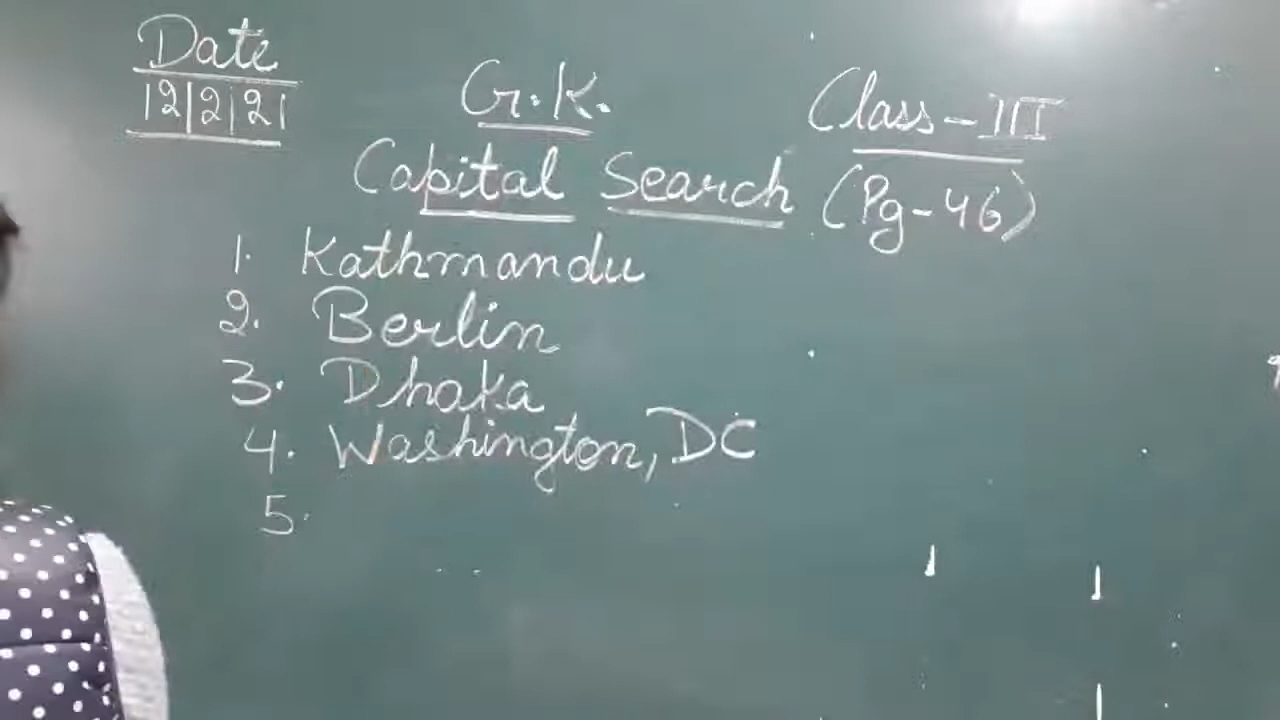 Date
12|2|21
G.K.
Class-III
Capital Search (Pg-46)
1. Kathmandu
2. Berlin
3. Dhaka
4. Washington, DC
5.